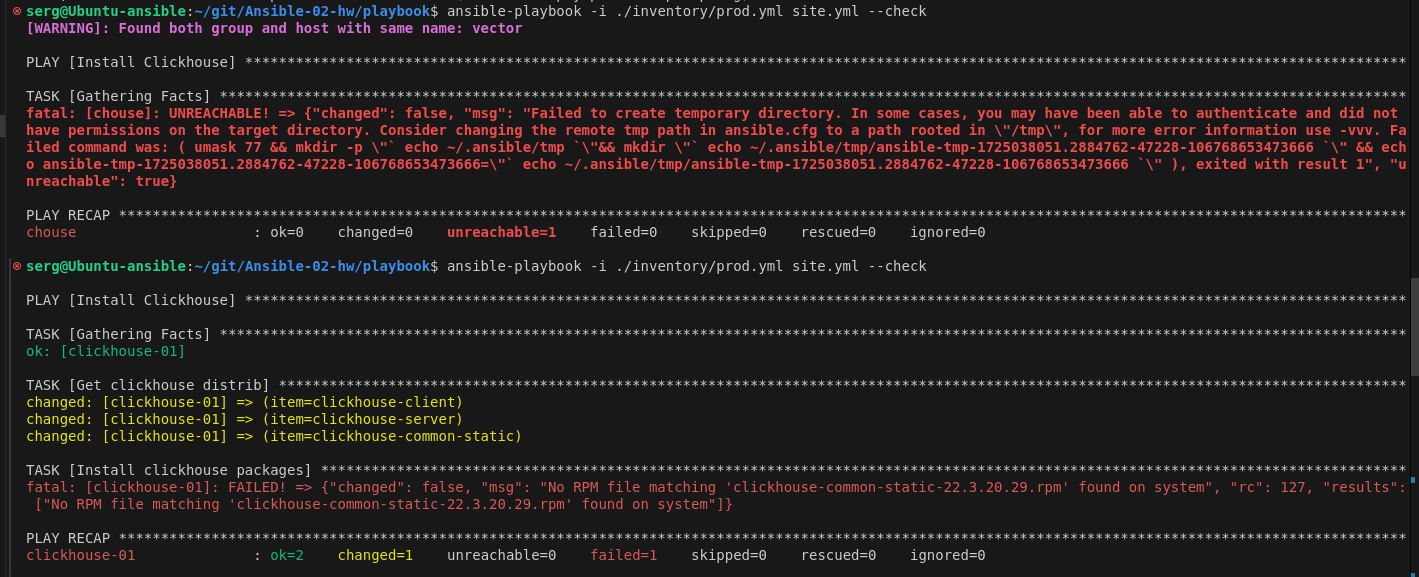 serg@Ubuntu-ansible:~/git/Ansible-02-hw/playbook$ ansible-playbook -i ./inventory/prod.yml site.yml --check
[WARNING]: Found both group and host with same name: vector
PLAY [Install Clickhouse] ******************************************************************************************************************************************
TASK [Gathering Facts] *********************************************************************************************************************************************
fatal: [chouse]: UNREACHABLE! => {"changed": false, "msg": "Failed to create temporary directory. In some cases, you may have been able to authenticate and did not
have permissions on the target directory. Consider changing the remote tmp path in ansible.cfg to a path rooted in \"/tmp\", for more error information use -vvv. Fa
iled command was: ( umask 77 && mkdir -p \"` echo ~/.ansible/tmp `\"&& mkdir \"` echo ~/.ansible/tmp/ansible-tmp-1725038051.2884762-47228-106768653473666 `\" && ech
o ansible-tmp-1725038051.2884762-47228-106768653473666=\"` echo ~/.ansible/tmp/ansible-tmp-1725038051.2884762-47228-106768653473666 `\" ), exited with result 1", "u
nreachable": true}
PLAY RECAP *********************************************************************************************************************************************************
chouse                     : ok=0    changed=0    unreachable=1    failed=0    skipped=0    rescued=0    ignored=0
serg@Ubuntu-ansible:~/git/Ansible-02-hw/playbook$ ansible-playbook -i ./inventory/prod.yml site.yml --check
PLAY [Install Clickhouse] ******************************************************************************************************************************************
TASK [Gathering Facts] *********************************************************************************************************************************************
ok: [clickhouse-01]
TASK [Get clickhouse distrib] **************************************************************************************************************************************
changed: [clickhouse-01] => (item=clickhouse-client)
changed: [clickhouse-01] => (item=clickhouse-server)
changed: [clickhouse-01] => (item=clickhouse-common-static)
TASK [Install clickhouse packages] *********************************************************************************************************************************
fatal: [clickhouse-01]: FAILED! => {"changed": false, "msg": "No RPM file matching 'clickhouse-common-static-22.3.20.29.rpm' found on system", "rc": 127, "results":
["No RPM file matching 'clickhouse-common-static-22.3.20.29.rpm' found on system"]}
PLAY RECAP *********************************************************************************************************************************************************
clickhouse-01              : ok=2    changed=1    unreachable=0    failed=1    skipped=0    rescued=0    ignored=0